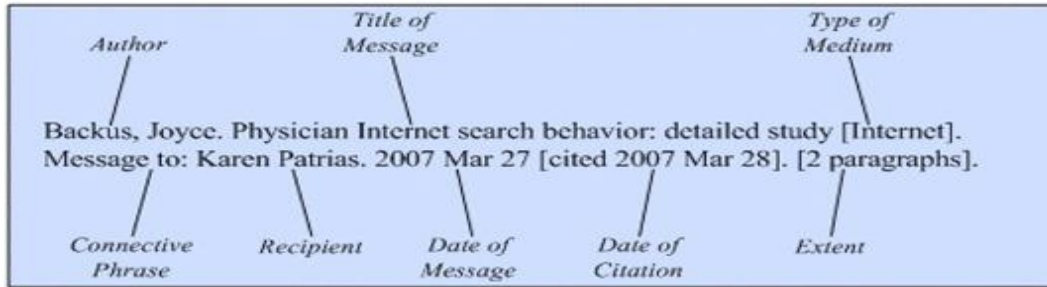 Title of
Message
Type of
Medium
Author
Backus, Joyce. Physician Internet search behavior: detailed study [Internet].
Message to: Karen Patrias. 2007 Mar 27 [cited 2007 Mar 28]. [2 paragraphs].
Connective
Phrase
Recipient
Date of
Message
Date of
Citation
Extent